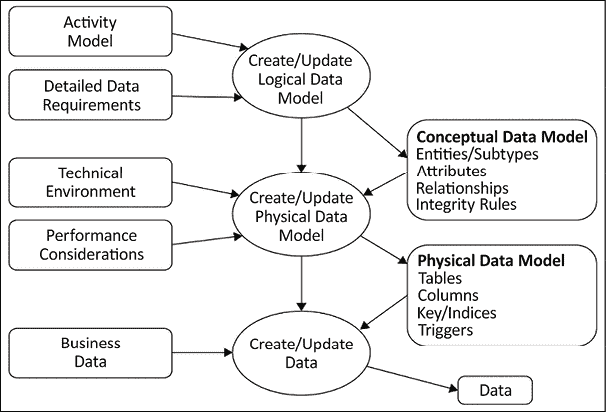 Activity
Model
Create/Update
Logical Data
Model
Detailed Data
Requirements
Conceptual Data Model
Entities/Subtypes
Attributes
Relationships
Integrity Rules
Technical
Environment
Create/Update
Physical Data
Model
Performance
Considerations
Physical Data Model
Tables
Columns
Key/Indices
Triggers
Business
Data
Create/Update
Data
Data